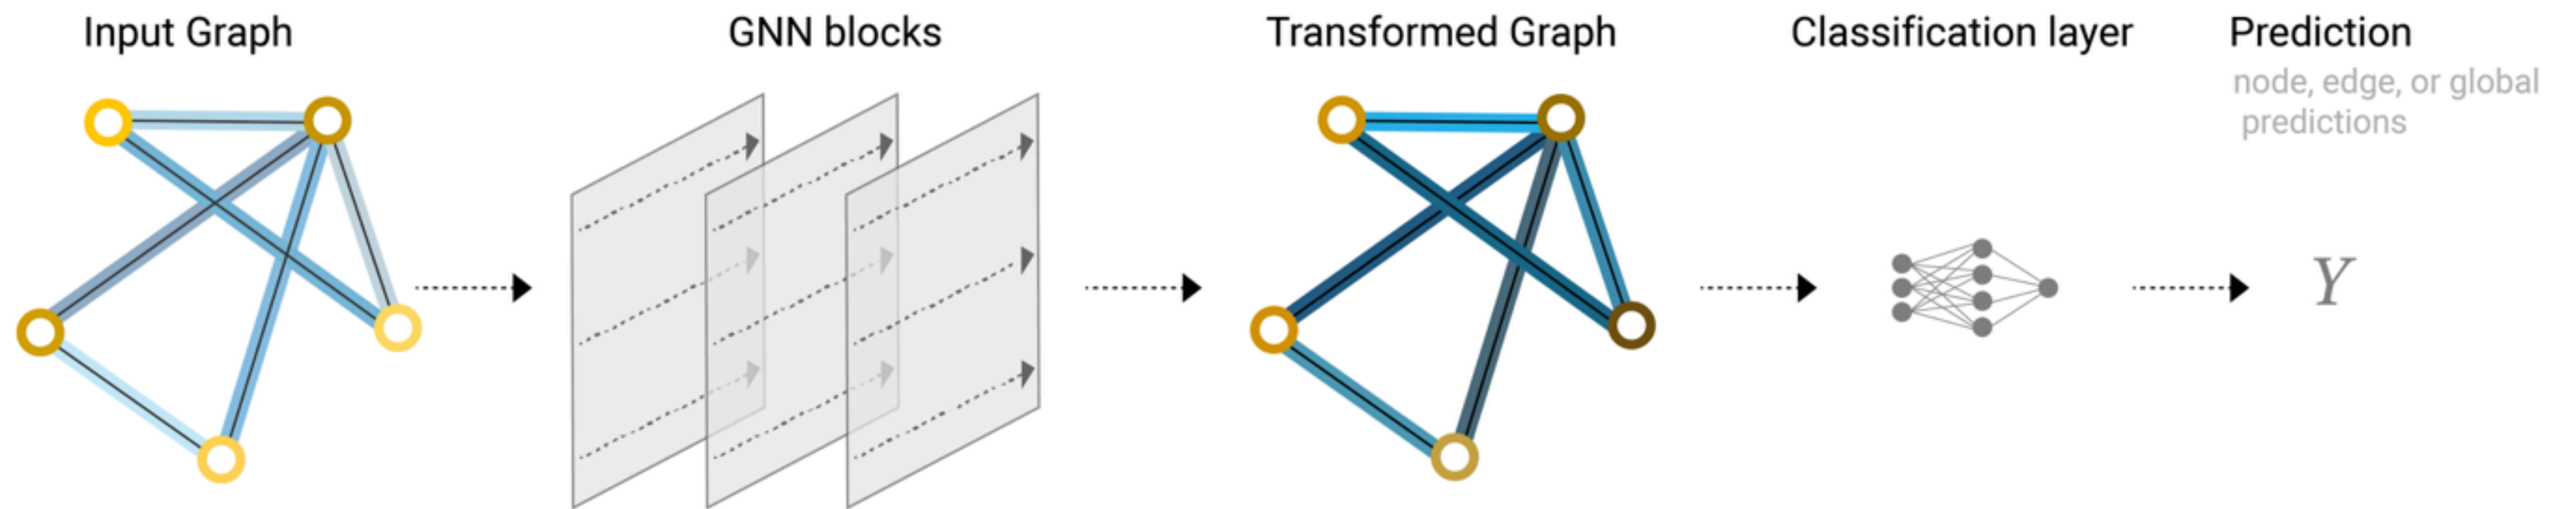 Input Graph
GNN blocks
Transformed Graph
Classification layer
Prediction
node, edge, or global
predictions
Y